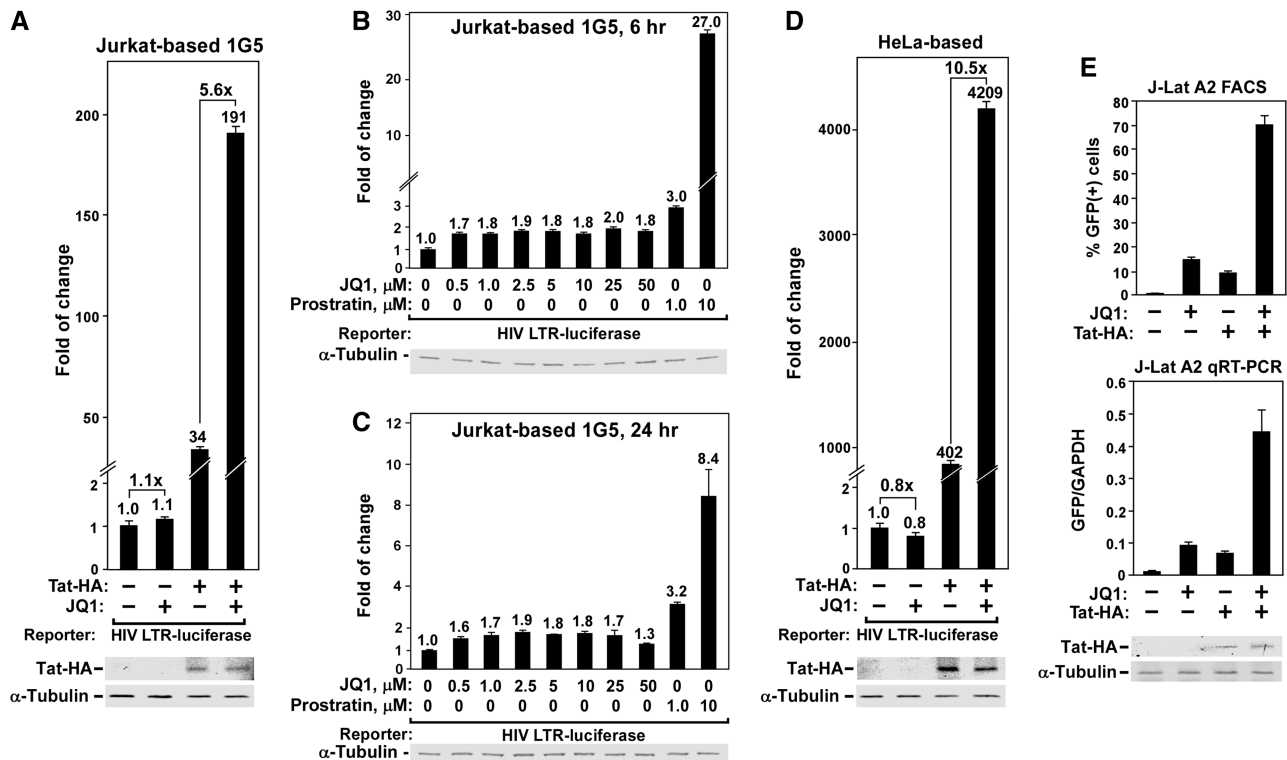 A
Jurkat-based 1G5
Fold of change
200
150
100
50
2
1
0
5.6x
191
34
1.1x
1.0
1.1
Tat-HA: – – + +
JQ1: – + – +
Reporter: HIV LTR-luciferase
Tat-HA –
α-Tubulin –
B
Jurkat-based 1G5, 6 hr
Fold of change
30
20
10
3
2
1
0
1.0 1.7 1.8 1.9 1.8 1.8 2.0 1.8 3.0 27.0
JQ1, μM: 0 0.5 1.0 2.5 5 10 25 50 0 0
Prostratin, μM: 0 0 0 0 0 0 0 0 1.0 10
Reporter: HIV LTR-luciferase
α-Tubulin -
C
Jurkat-based 1G5, 24 hr
Fold of change
12
10
8
6
4
2
1
0
1.0 1.6 1.7 1.9 1.8 1.8 1.7 1.3 3.2 8.4
JQ1, μM: 0 0.5 1.0 2.5 5 10 25 50 0 0
Prostratin, μM: 0 0 0 0 0 0 0 0 1.0 10
Reporter: HIV LTR-luciferase
α-Tubulin -
D
HeLa-based
Fold of change
4000
3000
2000
1000
2
1
0
10.5x
4209
402
0.8x
1.0
0.8
Tat-HA: – – + +
JQ1: – + – +
Reporter: HIV LTR-luciferase
Tat-HA –
α-Tubulin –
E
J-Lat A2 FACS
% GFP(+) cells
80
70
60
50
40
30
20
10
0
JQ1: – + – +
Tat-HA: – – + +
J-Lat A2 qRT-PCR
GFP/GAPDH
0.6
0.5
0.4
0.3
0.2
0.1
0
JQ1: – + – +
Tat-HA: – – + +
Tat-HA –
α-Tubulin –